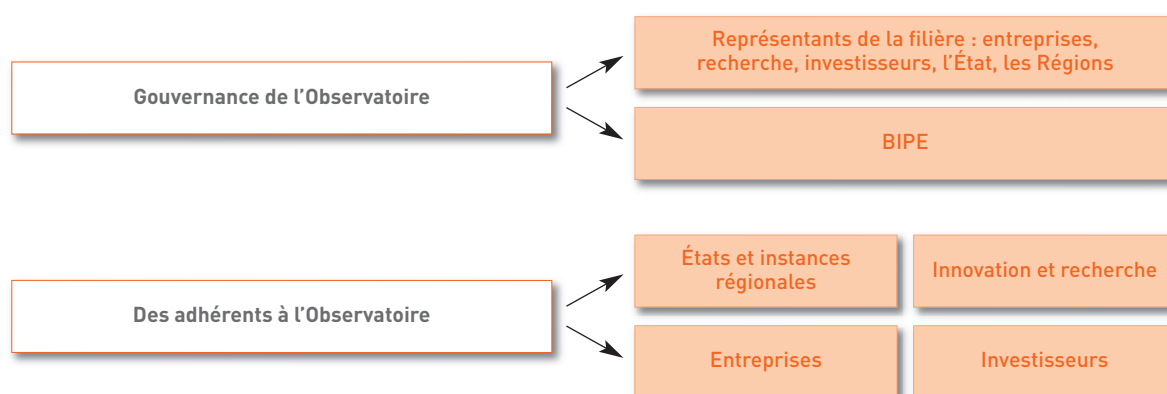 Représentants de la filière : entreprises,
recherche, investisseurs, l’État, les Régions
Gouvernance de l’Observatoire
BIPE
États et instances
régionales
Innovation et recherche
Des adhérents à l’Observatoire
Entreprises
Investisseurs